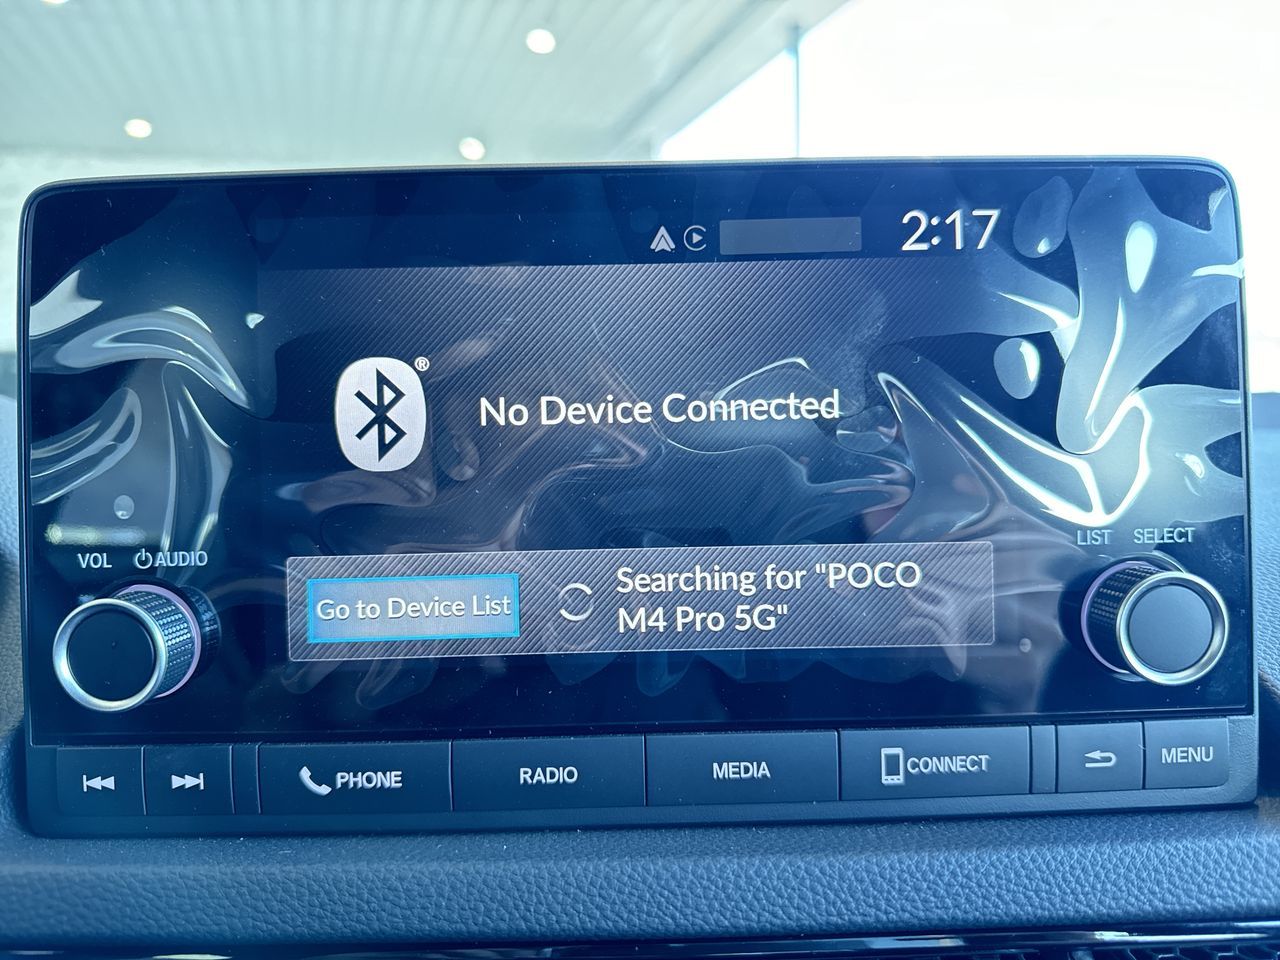 2:17
®
No Device Connected
Go to Device List
Searching for "POCO
M4 Pro 5G"
VOL AUDIO
LIST SELECT
PHONE
RADIO
MEDIA
CONNECT
MENU